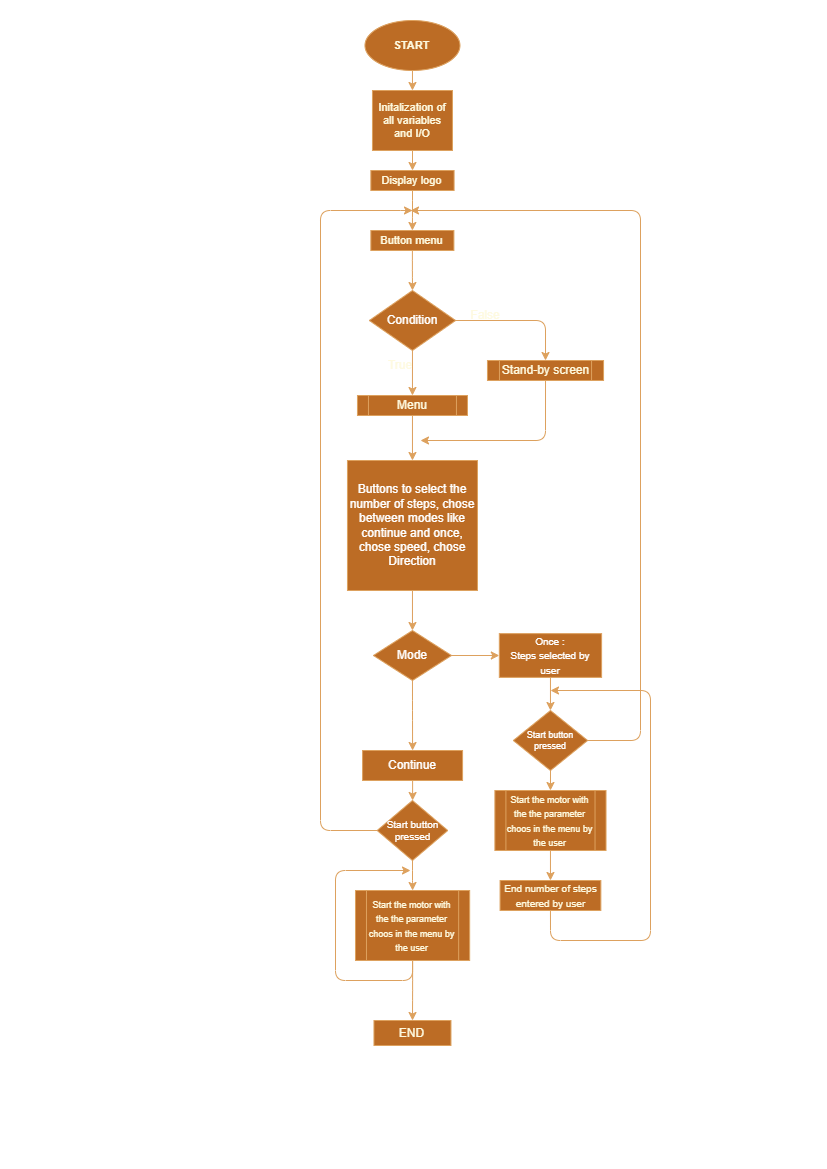 START
Initalization of
all variables
and I/O
Display logo
Button menu
Condition
False
True
Stand-by screen
Menu
Buttons to select the
number of steps, chose
between modes like
continue and once,
chose speed, chose
Direction
Mode
Once :
Steps selected by
user
Start button
pressed
Continue
Start the motor with
the the parameter
choos in the menu by
the user
Start button
pressed
End number of steps
entered by user
Start the motor with
the the parameter
choos in the menu by
the user
END